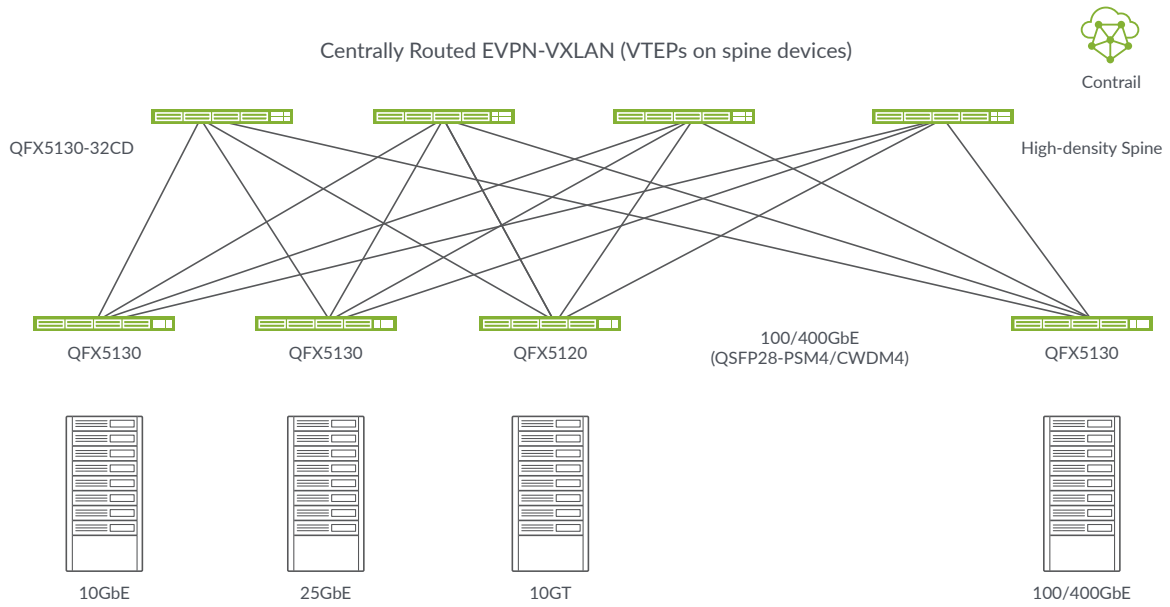 Centrally Routed EVPN-VXLAN (VTEPs on spine devices)
Contrail
QFX5130-32CD
High-density Spine
QFX5130
QFX5130
QFX5120
100/400GbE
(QSFP28-PSM4/CWDM4)
QFX5130
10GbE
25GbE
10GT
100/400GbE